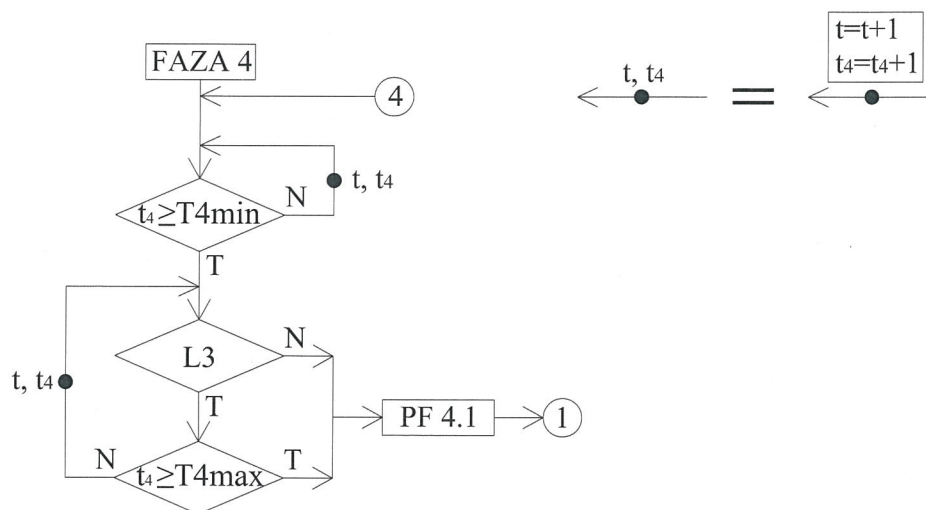 FAZA 4
4
t, t4
N
t4≥T4min
T
L3
N
t, t4
T
PF 4.1
1
N
t4≥T4max
T
t, t4
=
t=t+1
t4=t4+1